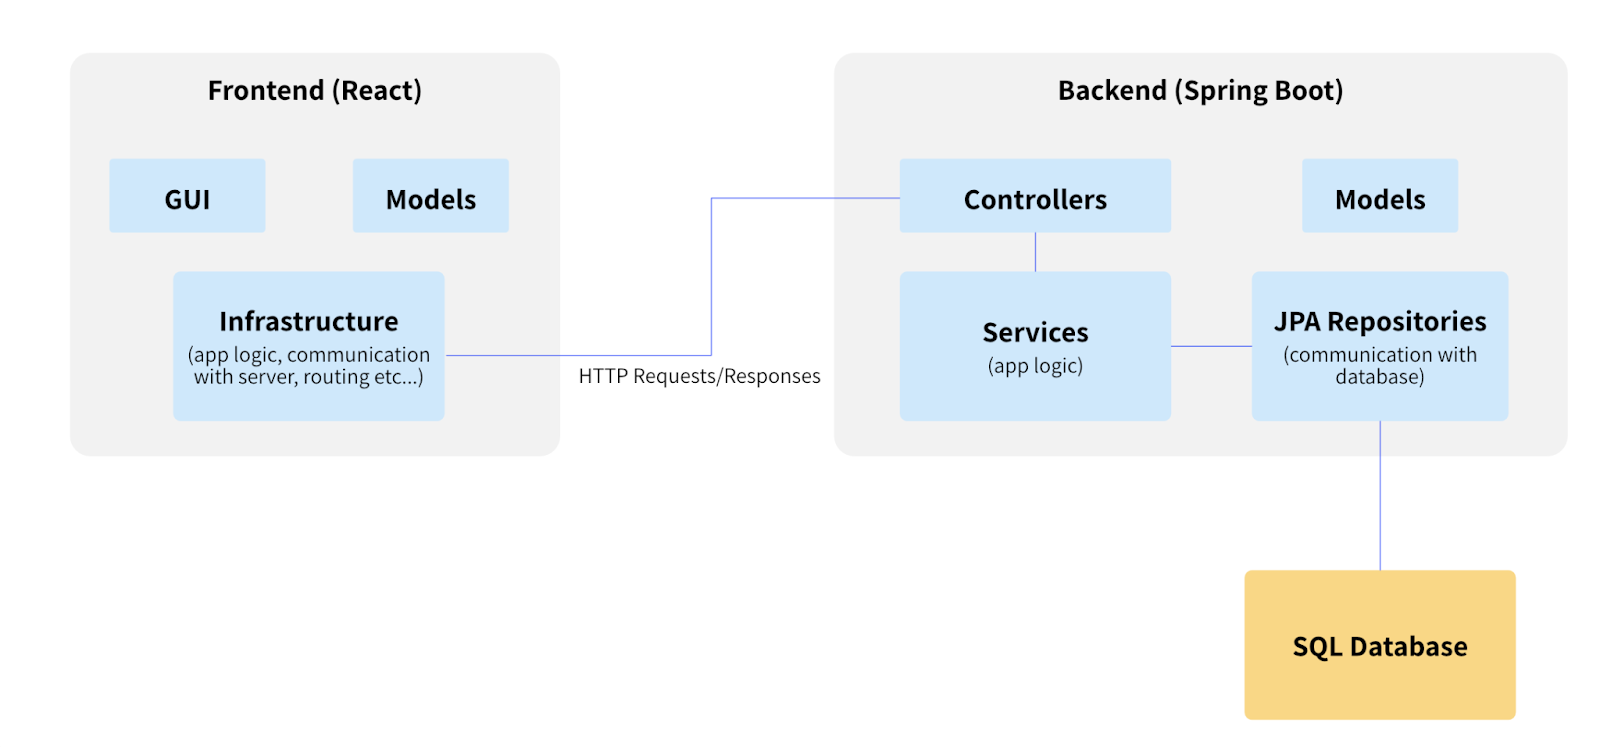 Frontend (React)
GUI
Models
Infrastructure
(app logic, communication
with server, routing etc...)
HTTP Requests/Responses
Backend (Spring Boot)
Controllers
Models
Services
(app logic)
JPA Repositories
(communication with
database)
SQL Database